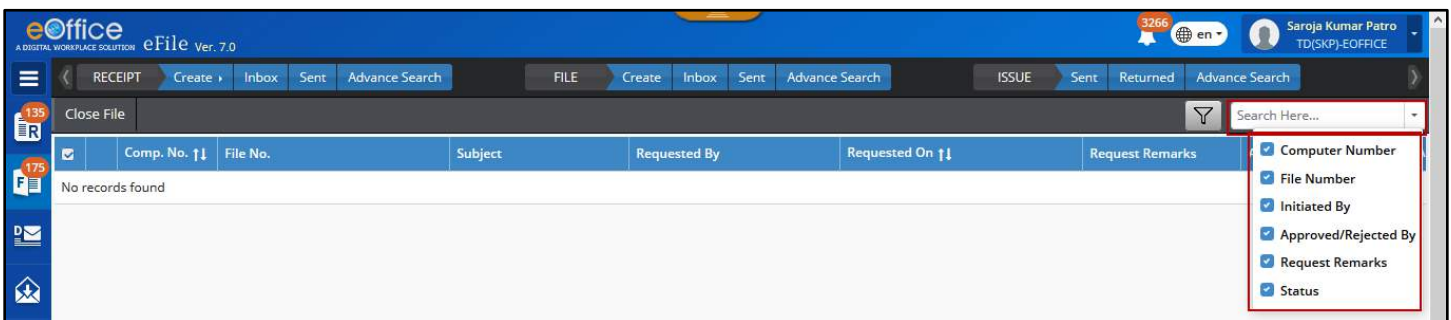 eOffice
A DIGITAL WORKPLACE SOLUTION eFile Ver. 7.0
3266
en
Saroja Kumar Patro
TD(SKP)-EOFFICE
RECEIPT Create Inbox Sent Advance Search FILE Create Inbox Sent Advance Search ISSUE Sent Returned Advance Search
135
R
Close File
Search Here...
Comp. No. File No. Subject Requested By Requested On Request Remarks
175
F
No records found
Computer Number
File Number
Initiated By
Approved/Rejected By
Request Remarks
Status
D